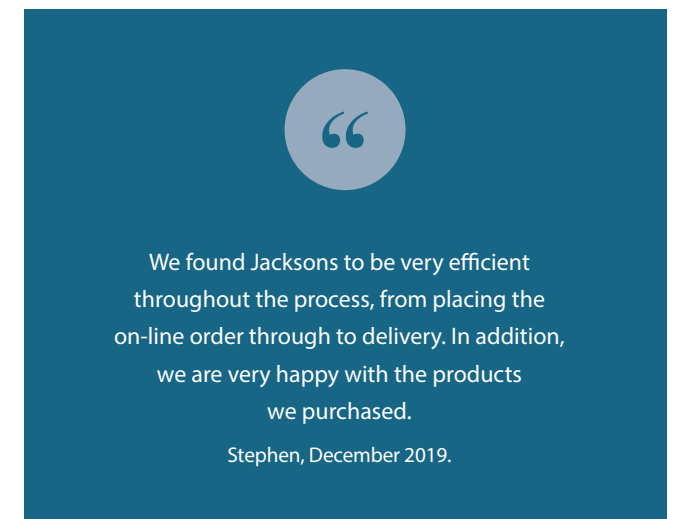 “
We found Jacksons to be very efficient
throughout the process, from placing the
on-line order through to delivery. In addition,
we are very happy with the products
we purchased.
Stephen, December 2019.